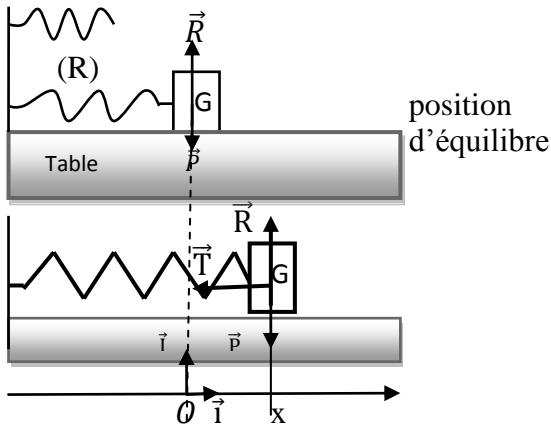 R⃗
(R)
G
position
d’équilibre
Table
P⃗
R⃗
T⃗
G
P⃗
O i⃗ x